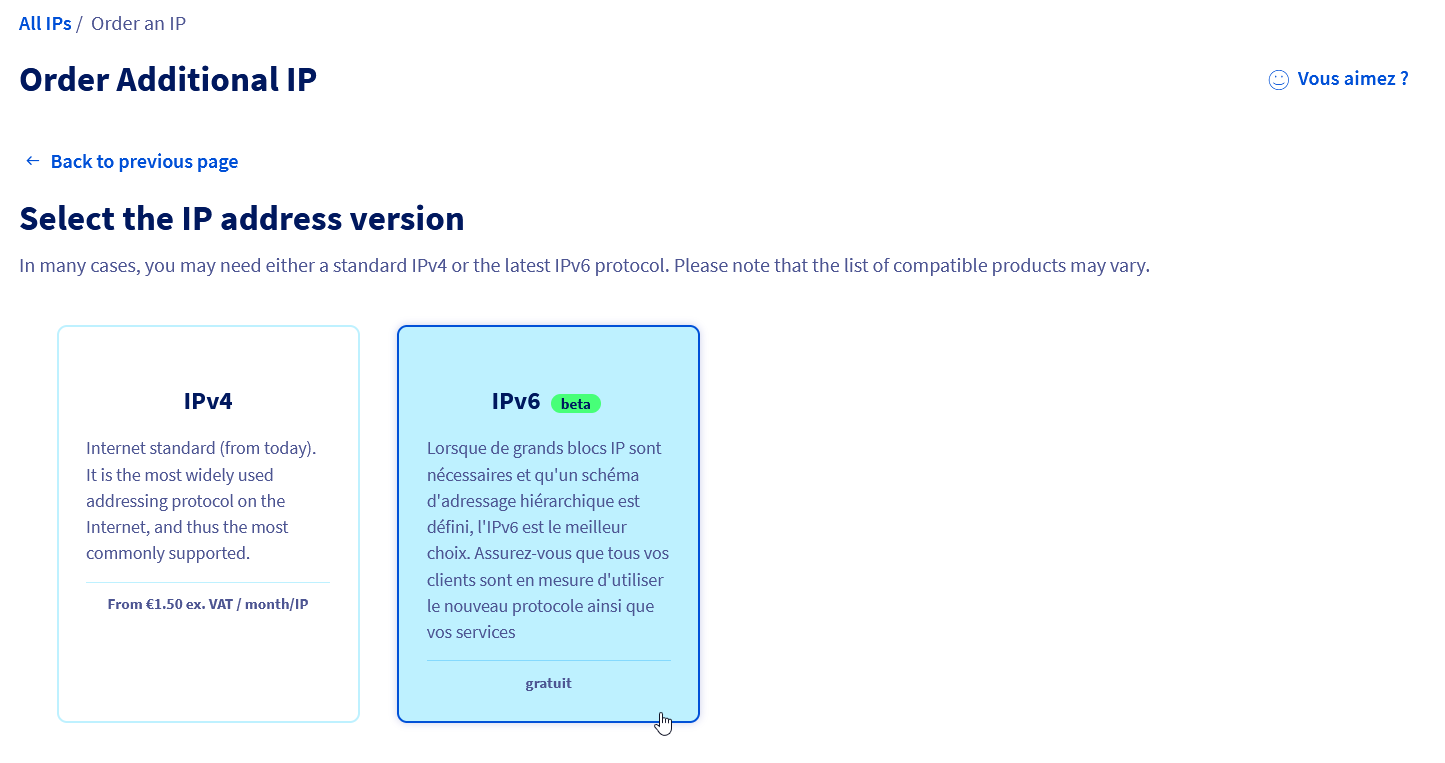 All IPs / Order an IP
Order Additional IP
Vous aimez ?
← Back to previous page
Select the IP address version
In many cases, you may need either a standard IPv4 or the latest IPv6 protocol. Please note that the list of compatible products may vary.
IPv4
Internet standard (from today).
It is the most widely used
addressing protocol on the
Internet, and thus the most
commonly supported.
From €1.50 ex. VAT / month/IP
IPv6 beta
Lorsque de grands blocs IP sont
nécessaires et qu'un schéma
d'adressage hiérarchique est
défini, l'IPv6 est le meilleur
choix. Assurez-vous que tous vos
clients sont en mesure d'utiliser
le nouveau protocole ainsi que
vos services
gratuit